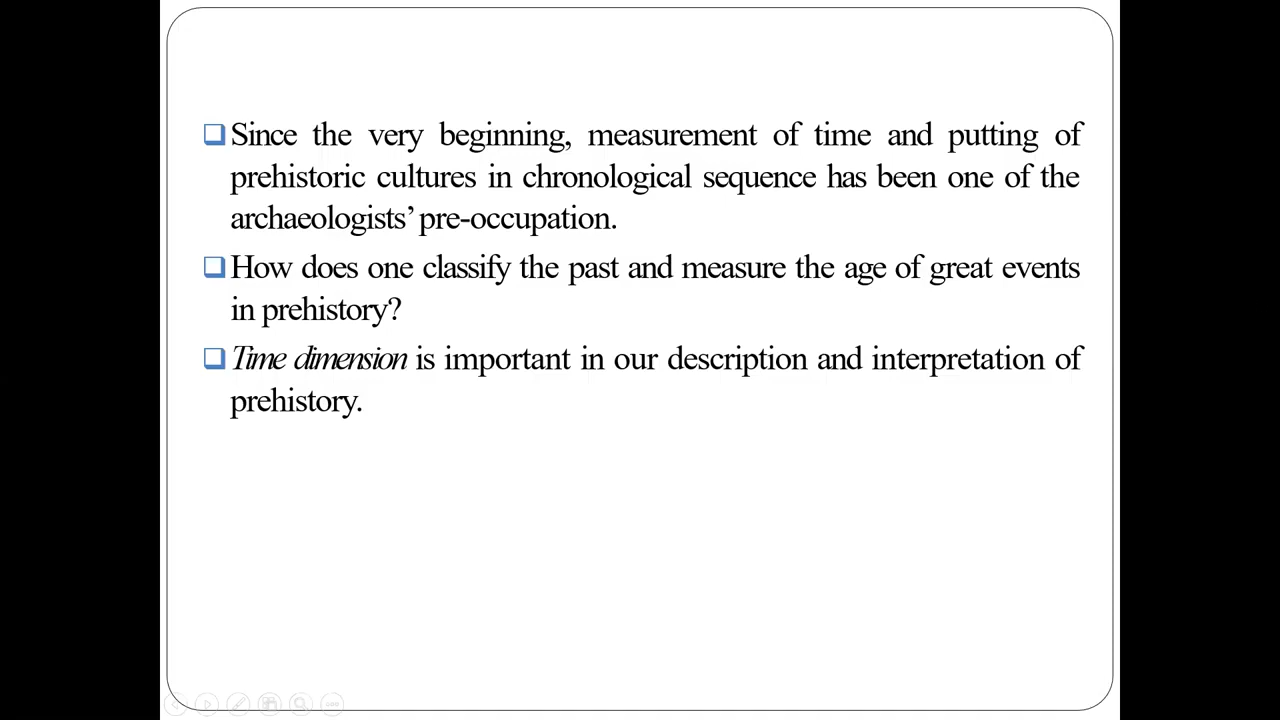 Since the very beginning, measurement of time and putting of
prehistoric cultures in chronological sequence has been one of the
archaeologists’ pre-occupation.
How does one classify the past and measure the age of great events
in prehistory?
Time dimension is important in our description and interpretation of
prehistory.